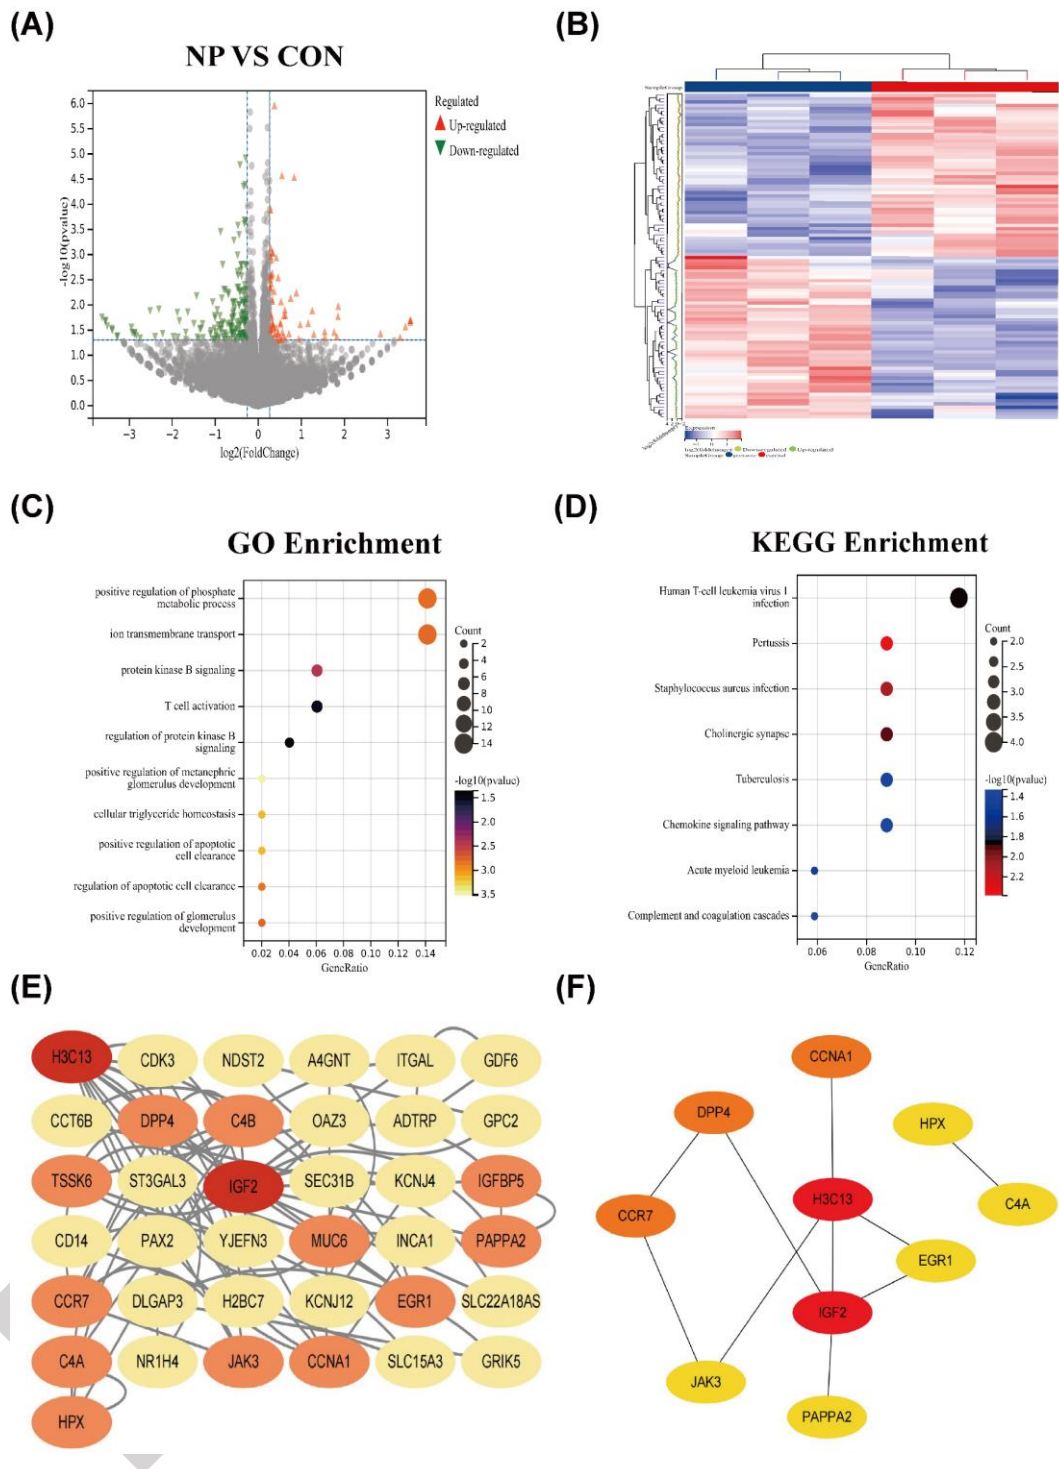 (A)
NP VS CON
Regulated
Up-regulated
Down-regulated
6.0
5.5
5.0
4.5
4.0
3.5
3.0
2.5
2.0
1.5
1.0
0.5
0.0
-log10(pvalue)
−3
−2
−1
0
1
2
3
log2(FoldChange)
(B)
SampleGroup
Expression
(C)
GO Enrichment
positive regulation of phosphate
metabolic process
ion transmembrane transport
protein kinase B signaling
T cell activation
regulation of protein kinase B
signaling
positive regulation of metanephric
glomerulus development
cellular triglyceride homeostasis
positive regulation of apoptotic
cell clearance
regulation of apoptotic cell clearance
positive regulation of glomerulus
development
0.02 0.04 0.06 0.08 0.10 0.12 0.14
GeneRatio
Count
2
4
6
8
10
12
14
-log10(pvalue)
1.5
2.0
2.5
3.0
3.5
(D)
KEGG Enrichment
Human T-cell leukemia virus 1
infection
Pertussis
Staphylococcus aureus infection
Cholinergic synapse
Tuberculosis
Chemokine signaling pathway
Acute myeloid leukemia
Complement and coagulation cascades
0.06 0.08 0.10 0.12
GeneRatio
Count
2.0
2.5
3.0
3.5
4.0
-log10(pvalue)
1.4
1.6
1.8
2.0
2.2
(E)
H3C13 CDK3 NDST2 A4GNT ITGAL GDF6
CCT6B DPP4 C4B OAZ3 ADTRP GPC2
TSSK6 ST3GAL3 IGF2 SEC31B KCNJ4 IGFBP5
CD14 PAX2 YJEFN3 MUC6 INCA1 PAPPA2
CCR7 DLGAP3 H2BC7 KCNJ12 EGR1 SLC22A18AS
C4A NR1H4 JAK3 CCNA1 SLC15A3 GRIK5
HPX
(F)
CCNA1
DPP4
HPX
H3C13
C4A
CCR7
EGR1
IGF2
JAK3
PAPPA2